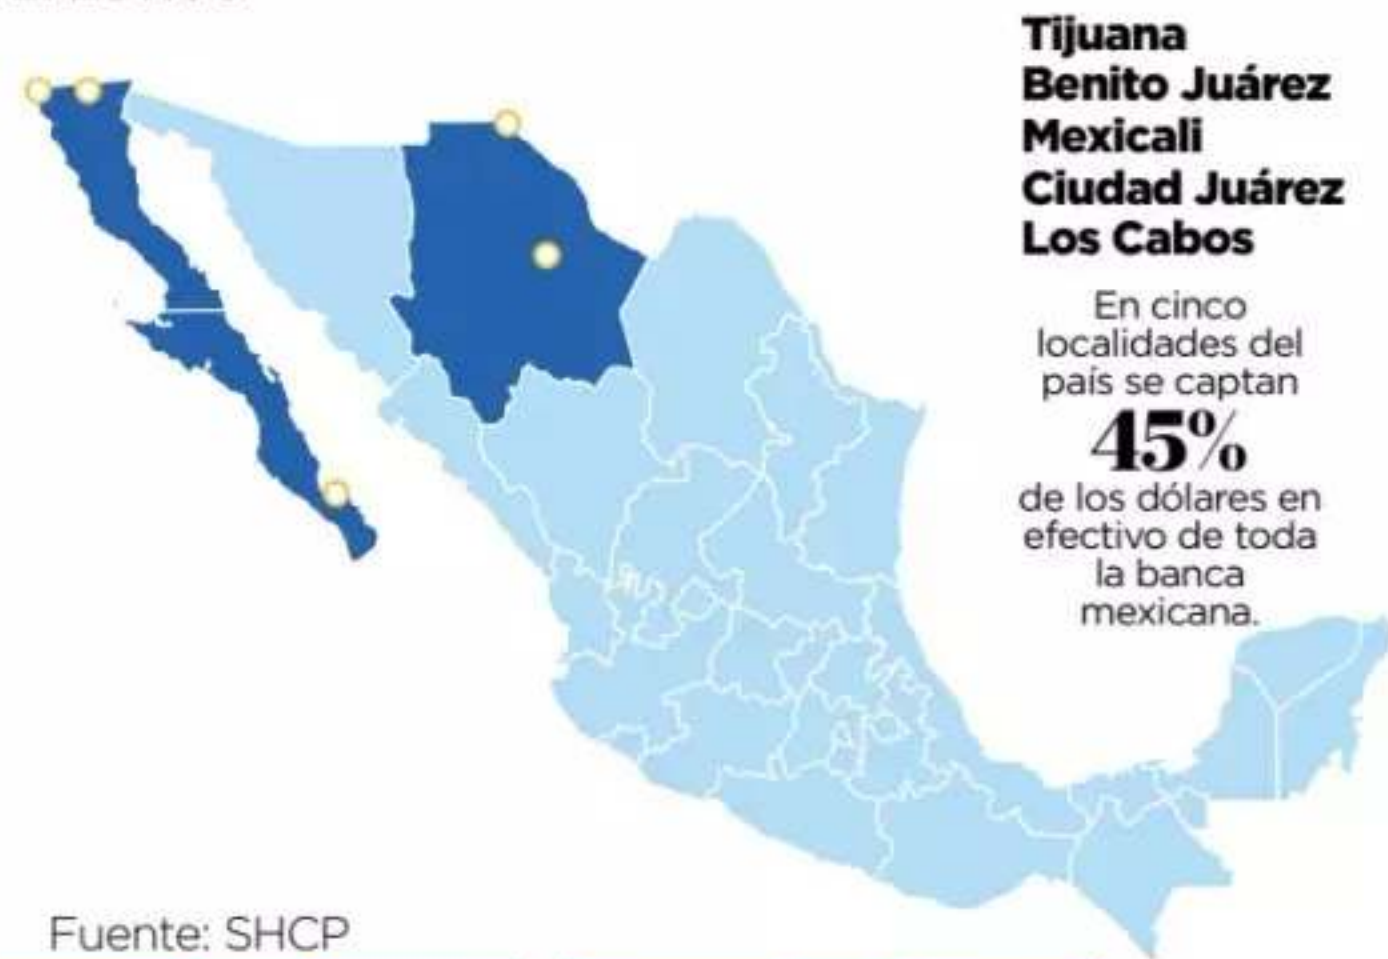 Tijuana
Benito Juárez
Mexicali
Ciudad Juárez
Los Cabos
En cinco
localidades del
país se captan
45%
de los dólares en
efectivo de toda
la banca
mexicana.
Fuente: SHCP